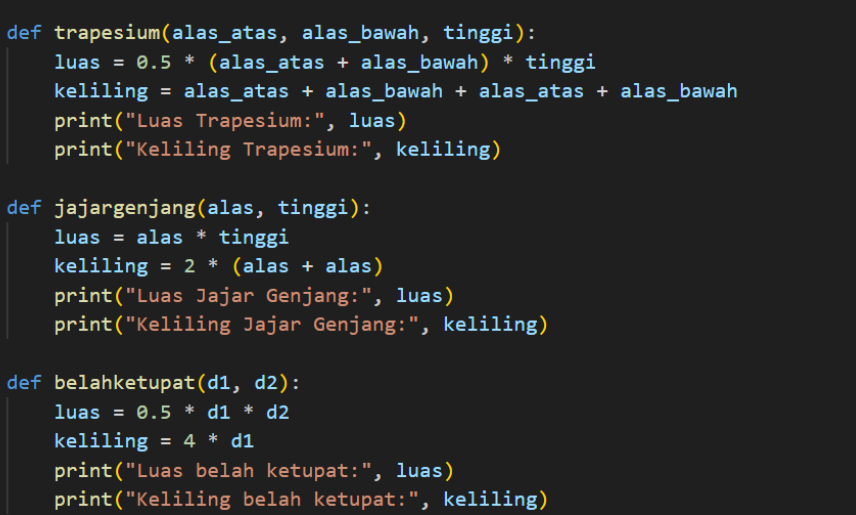 def trapesium(alas_atas, alas_bawah, tinggi):
    luas = 0.5 * (alas_atas + alas_bawah) * tinggi
    keliling = alas_atas + alas_bawah + alas_atas + alas_bawah
    print("Luas Trapesium:", luas)
    print("Keliling Trapesium:", keliling)

def jajargenjang(alas, tinggi):
    luas = alas * tinggi
    keliling = 2 * (alas + alas)
    print("Luas Jajar Genjang:", luas)
    print("Keliling Jajar Genjang:", keliling)

def belahketupat(d1, d2):
    luas = 0.5 * d1 * d2
    keliling = 4 * d1
    print("Luas belah ketupat:", luas)
    print("Keliling belah ketupat:", keliling)